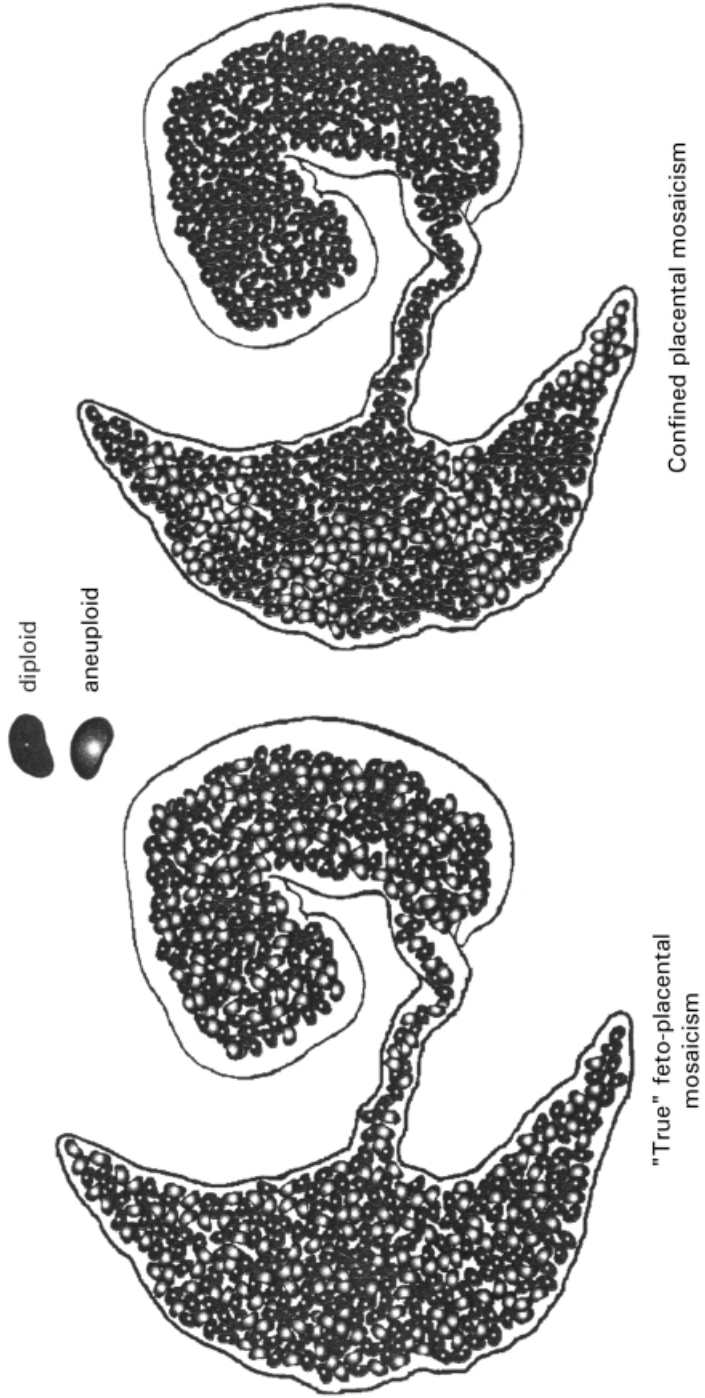 diploid
aneuploid
"True" feto-placental
mosaicism
Confined placental mosaicism